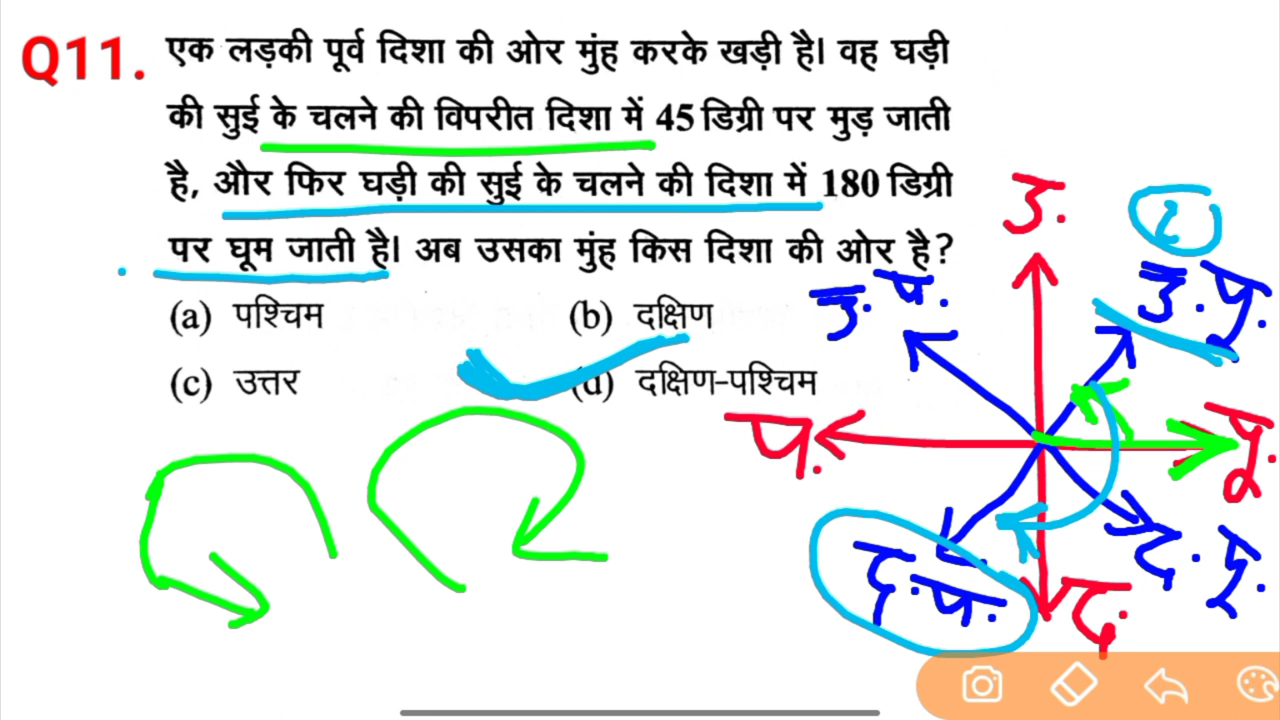 Q11. एक लड़की पूर्व दिशा की ओर मुंह करके खड़ी है। वह घड़ी
की सुई के चलने की विपरीत दिशा में 45 डिग्री पर मुड़ जाती
है, और फिर घड़ी की सुई के चलने की दिशा में 180 डिग्री
पर घूम जाती है। अब उसका मुंह किस दिशा की ओर है?
(a) पश्चिम (b) दक्षिण
(c) उत्तर (d) दक्षिण-पश्चिम
उ.
उ.प. उ.पू.
प. पू.
द.प. द.